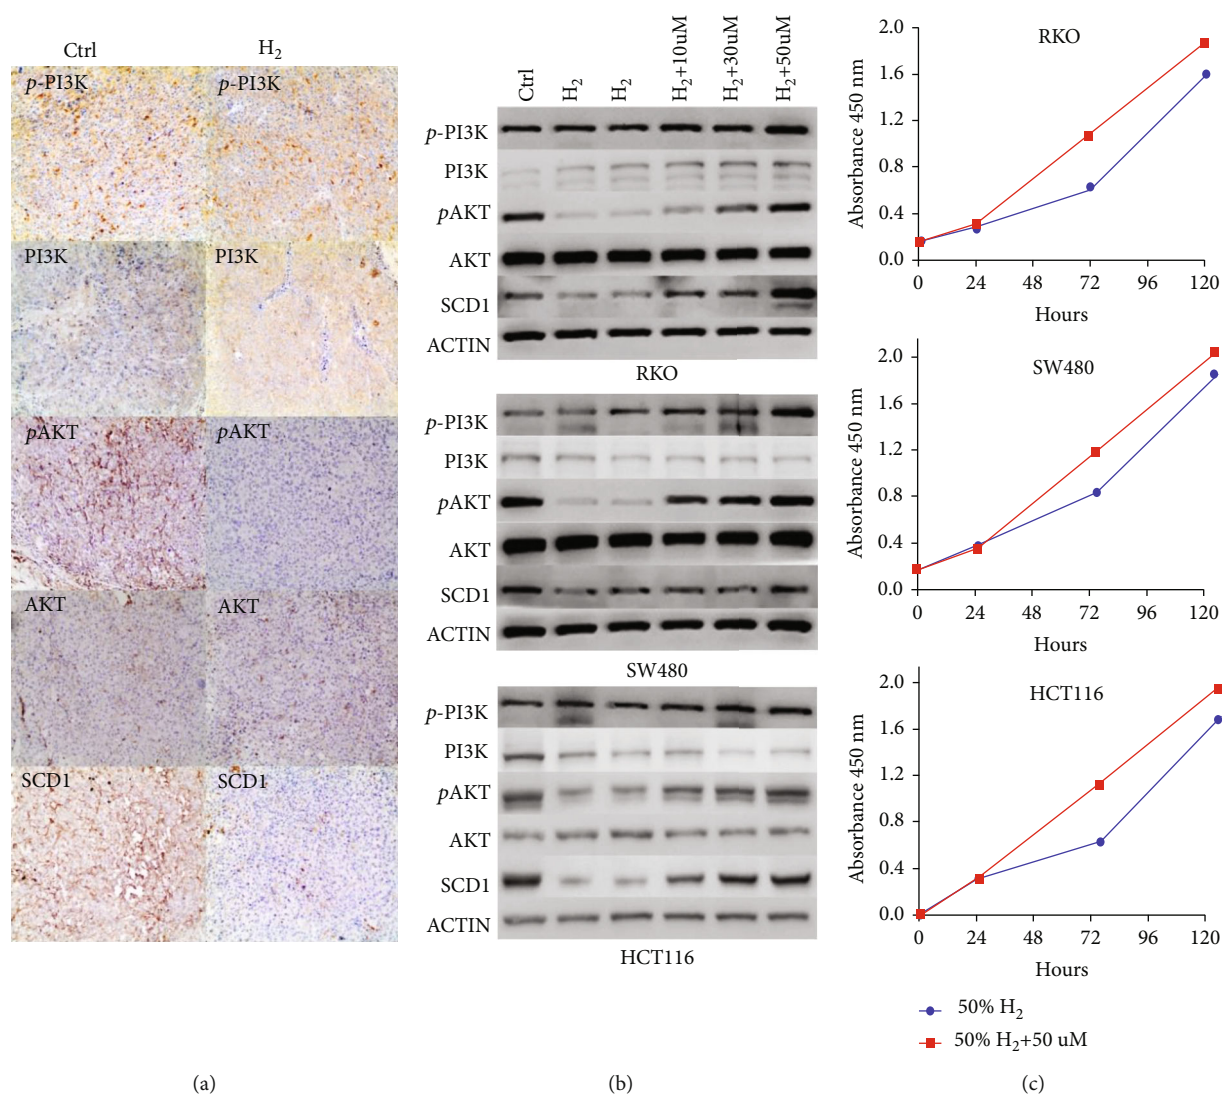 Ctrl H2
p-PI3K p-PI3K
PI3K PI3K
pAKT pAKT
AKT AKT
SCD1 SCD1
(a)
Ctrl H2 H2 H2+10uM H2+30uM H2+50uM
p-PI3K
PI3K
pAKT
AKT
SCD1
ACTIN
RKO
p-PI3K
PI3K
pAKT
AKT
SCD1
ACTIN
SW480
p-PI3K
PI3K
pAKT
AKT
SCD1
ACTIN
HCT116
(b)
RKO
Absorbance 450 nm
2.0
1.6
1.2
0.8
0.4
0.0
0 24 48 72 96 120
Hours
SW480
Absorbance 450 nm
2.0
1.6
1.2
0.8
0.4
0.0
0 24 48 72 96 120
Hours
HCT116
Absorbance 450 nm
2.0
1.6
1.2
0.8
0.4
0.0
0 24 48 72 96 120
Hours
50% H2
50% H2+50 uM
(c)